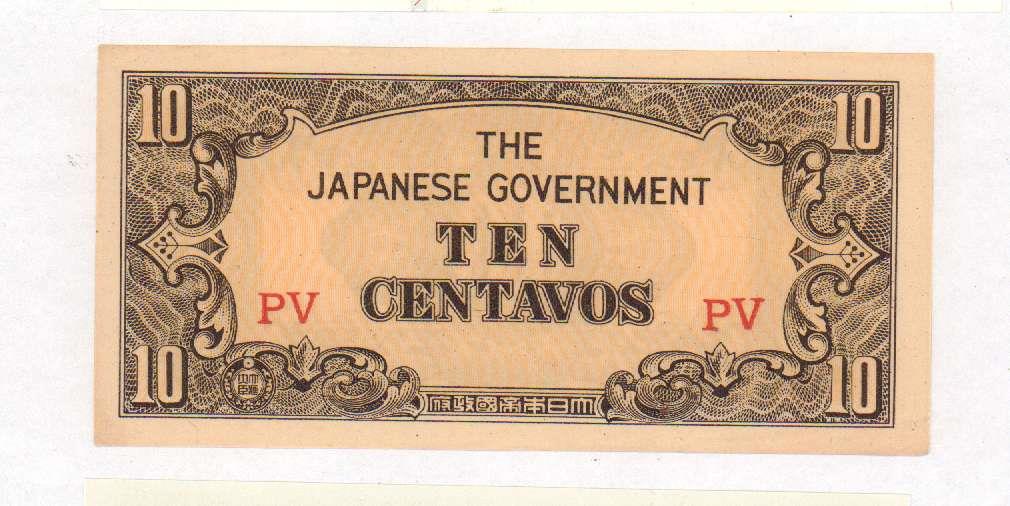 10 10
THE
JAPANESE GOVERNMENT
TEN
CENTAVOS
PV PV
10 10
大日本帝國政府